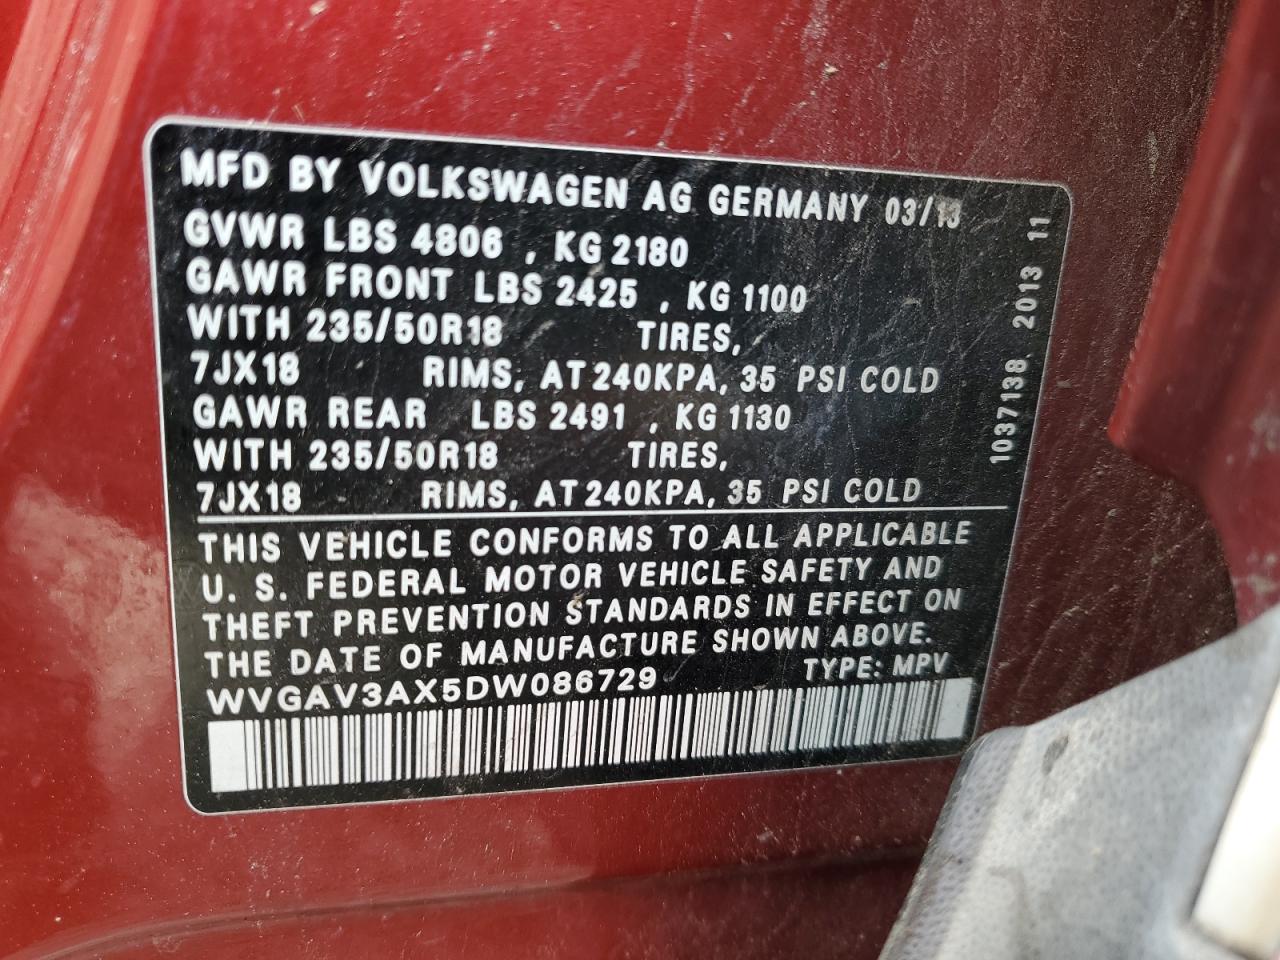 MFD BY VOLKSWAGEN AG GERMANY 03/13
GVWR LBS 4806 , KG 2180
GAWR FRONT LBS 2425 , KG 1100
WITH 235/50R18 TIRES,
7JX18 RIMS, AT 240KPA, 35 PSI COLD
GAWR REAR LBS 2491 , KG 1130
WITH 235/50R18 TIRES,
7JX18 RIMS, AT 240KPA, 35 PSI COLD
THIS VEHICLE CONFORMS TO ALL APPLICABLE
U. S. FEDERAL MOTOR VEHICLE SAFETY AND
THEFT PREVENTION STANDARDS IN EFFECT ON
THE DATE OF MANUFACTURE SHOWN ABOVE.
WVGAV3AX5DW086729 TYPE: MPV
1037138 2013 11